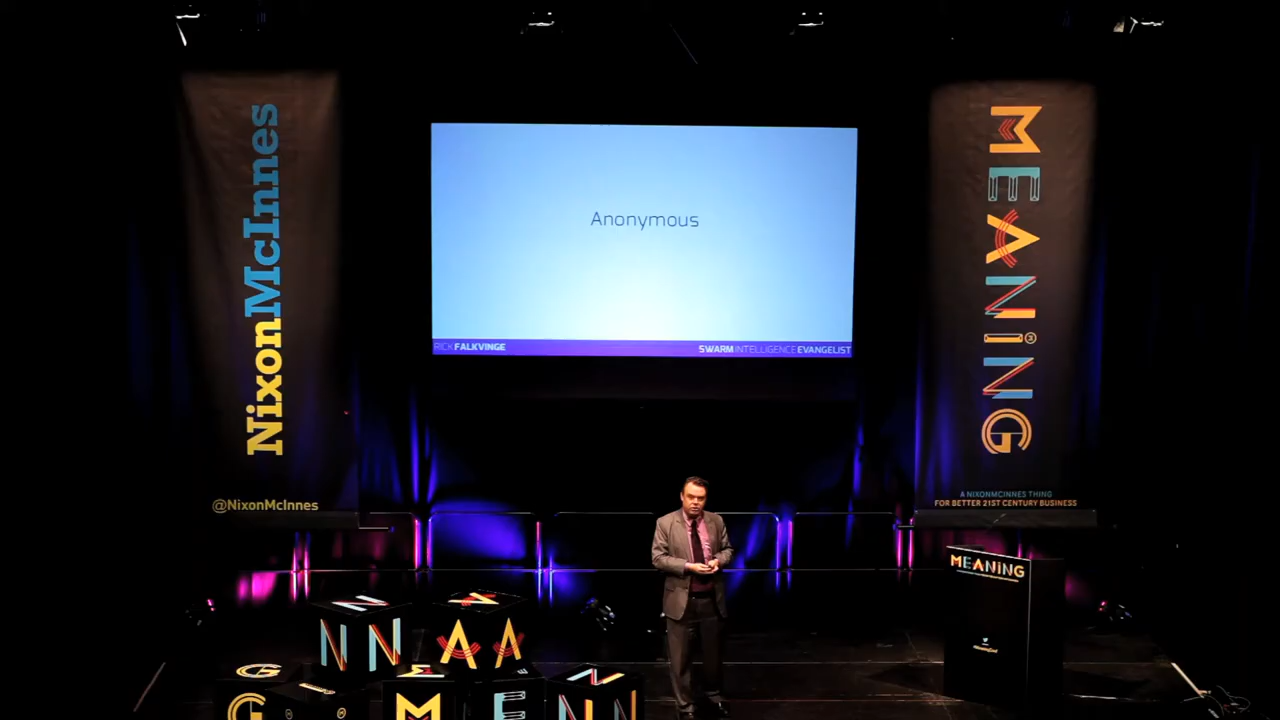 NixonMcInnes
@NixonMcInnes
Anonymous
RICK FALKVINGE
SWARM INTELLIGENCE EVANGELIST
MEANING
A NIXONMCINNES THING
FOR BETTER 21ST CENTURY BUSINESS
MEANING
N
Z
N N
A A
G
M
E
N
G
M
E
N
N